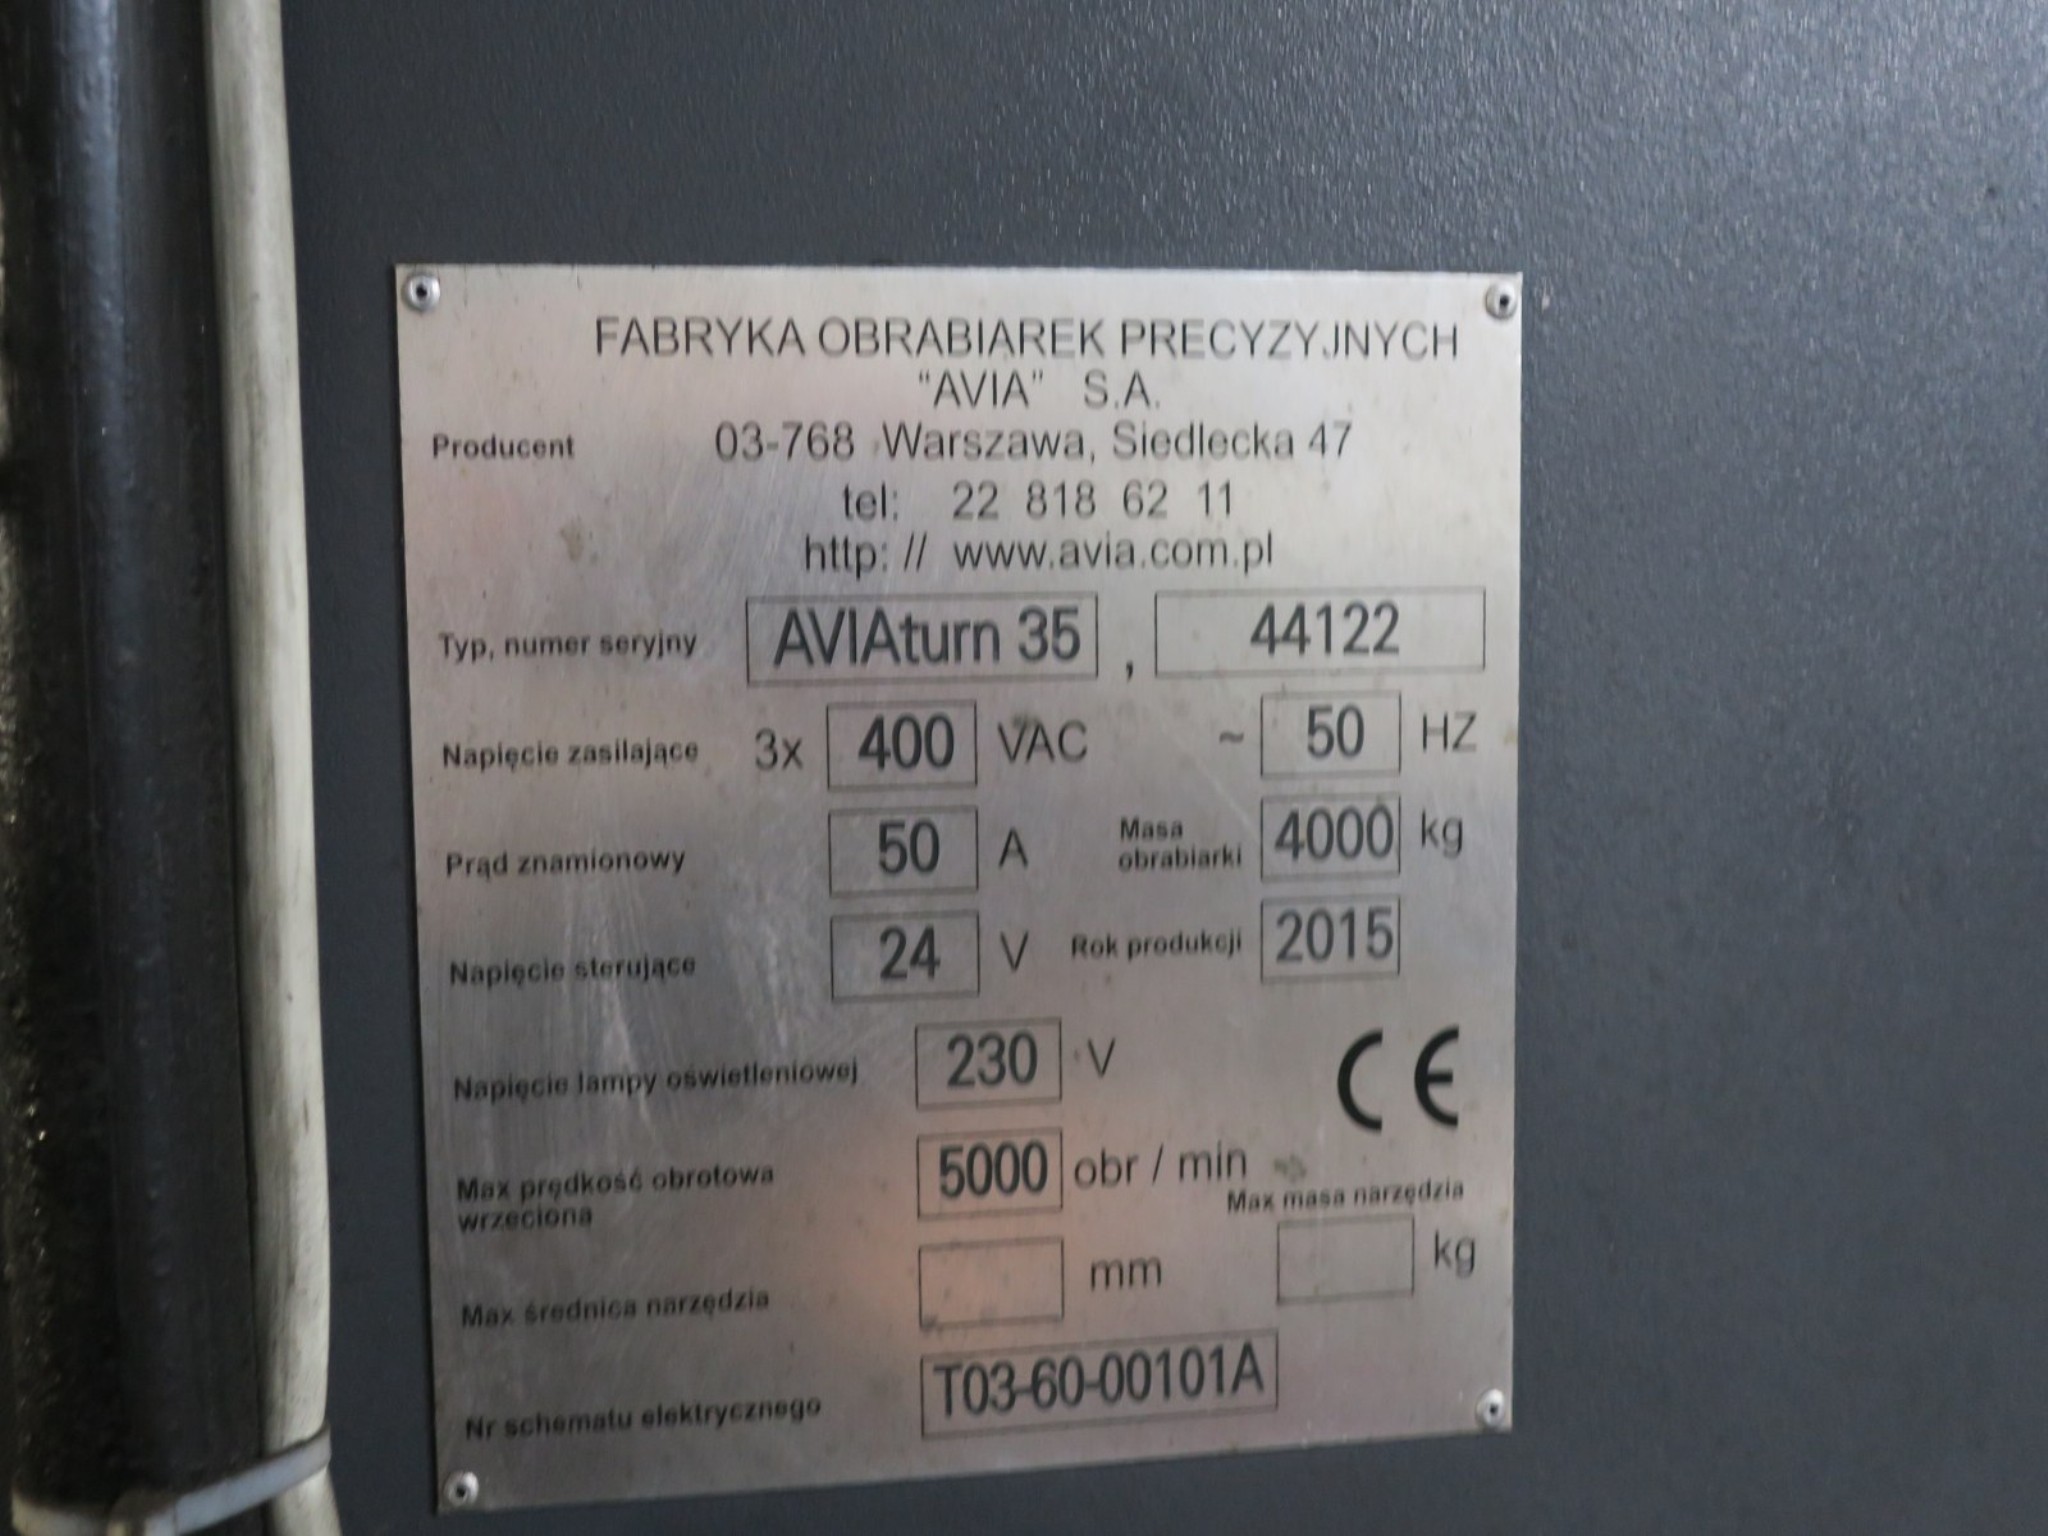 FABRYKA OBRABIAREK PRECYZYJNYCH
"AVIA" S.A.
Producent 03-768 Warszawa, Siedlecka 47
tel: 22 818 62 11
http: // www.avia.com.pl
Typ, numer seryjny AVIAturn 35 , 44122
Napięcie zasilające 3x 400 VAC ~ 50 HZ
Prąd znamionowy 50 A Masa obrabiarki 4000 kg
Napięcie sterujące 24 V Rok produkcji 2015
Napięcie lampy oświetleniowej 230 V
CE
Max prędkość obrotowa wrzeciona 5000 obr / min
Max masa narzędzia
Max średnica narzędzia mm kg
Nr schematu elektrycznego T03-60-00101A